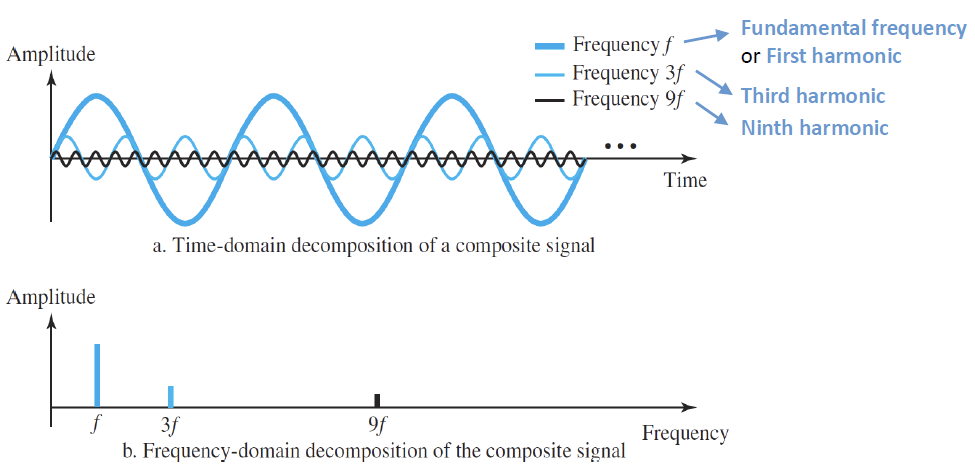 Amplitude
Frequency f
Frequency 3f
Frequency 9f
Fundamental frequency
or First harmonic
Third harmonic
Ninth harmonic
•••
Time
a. Time-domain decomposition of a composite signal
Amplitude
f
3f
9f
Frequency
b. Frequency-domain decomposition of the composite signal